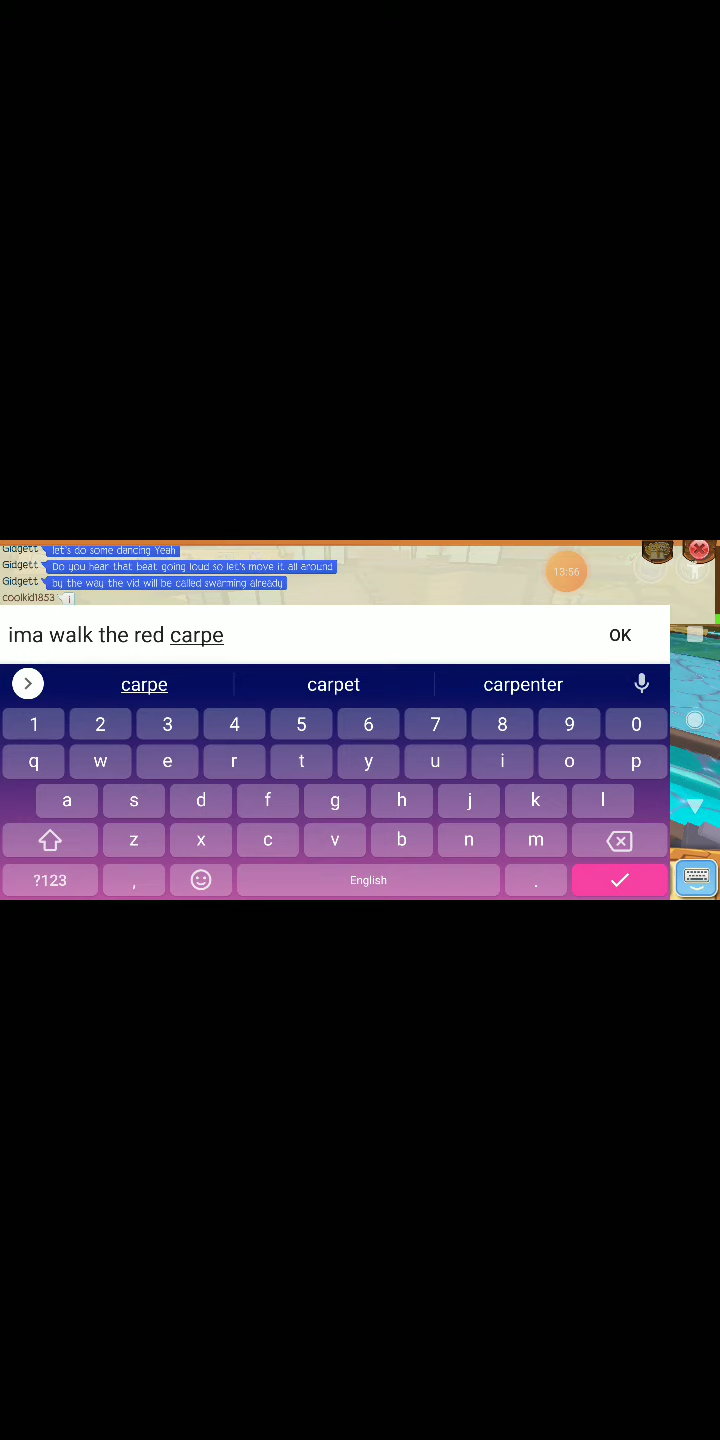 Gidgett let's do some dancing Yeah
Gidgett Do you hear that beat going loud so let's move it all around
Gidgett by the way the vid will be called swarming already
coolkid1853 i
13:56
ima walk the red carpe OK
carpe carpet carpenter
1 2 3 4 5 6 7 8 9 0
q w e r t y u i o p
a s d f g h j k l
z x c v b n m
?123 , English .